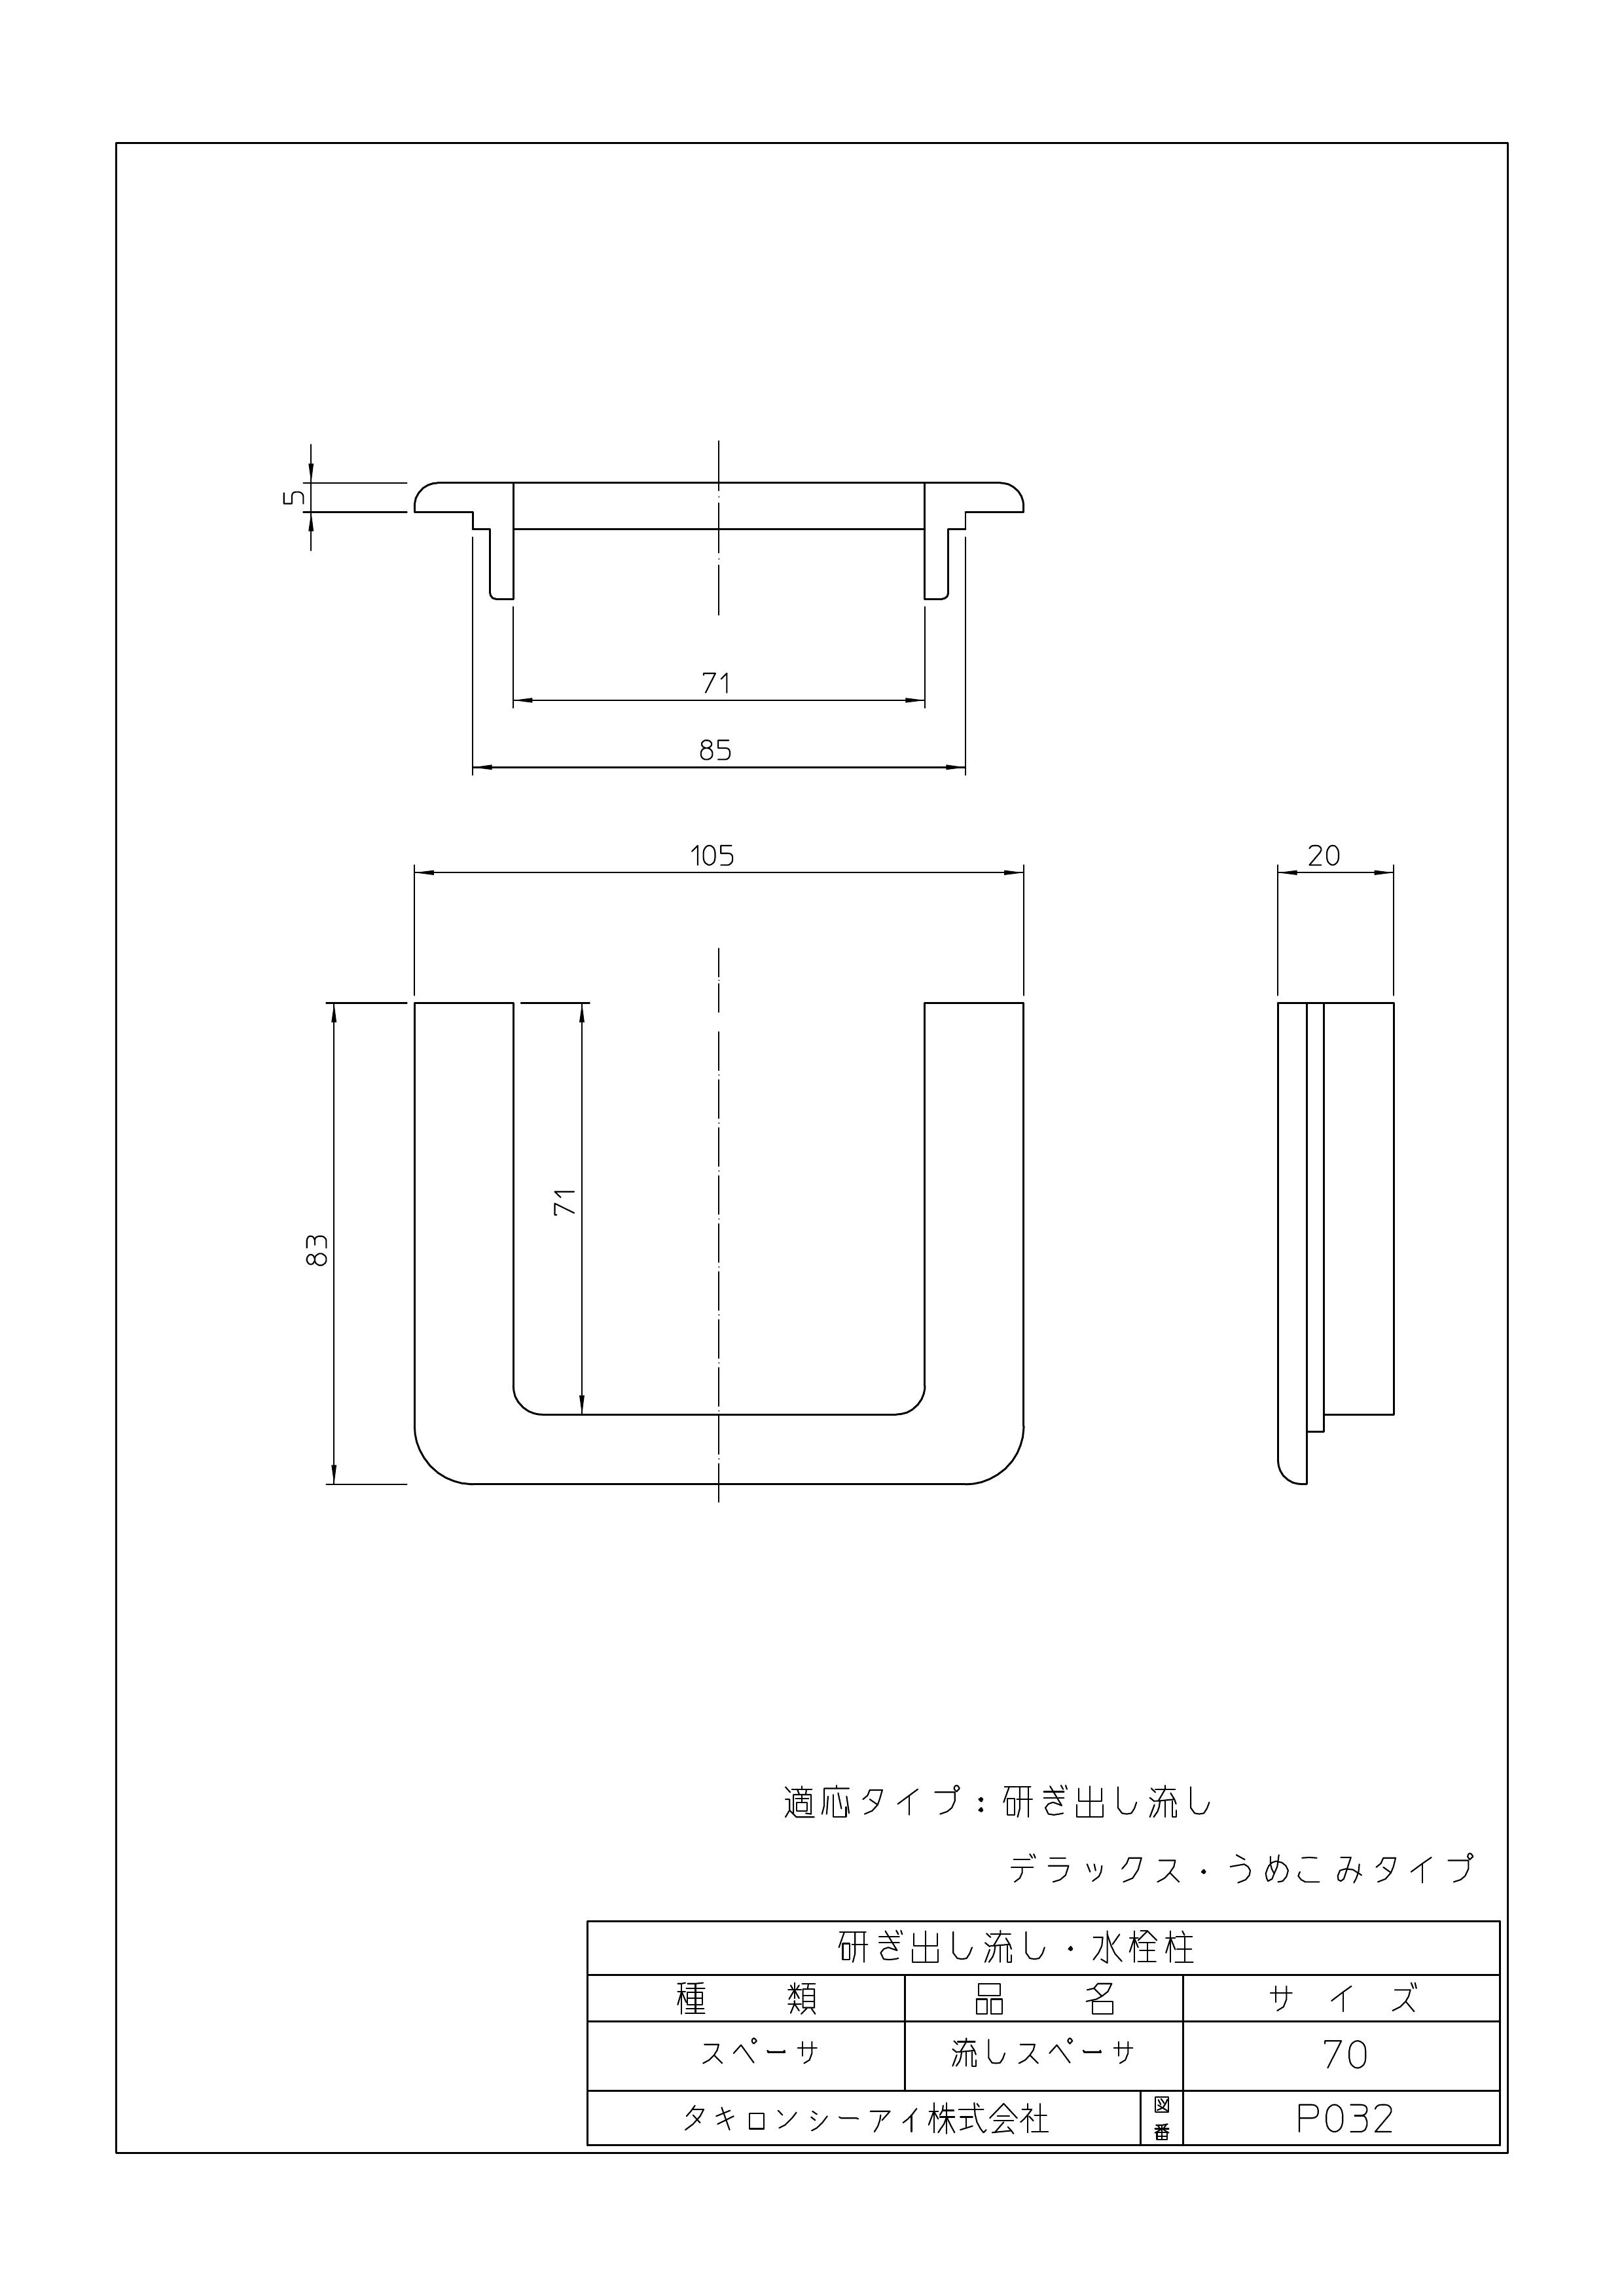 5
71
85
105
20
71
83
適応タイプ：研ぎ出し流し
デラックス・うめこみタイプ
研ぎ出し流し・水栓柱
種 類 品 名 サ イ ズ
スペーサ 流しスペーサ 70
タキロンシーアイ株式会社 図番 P032